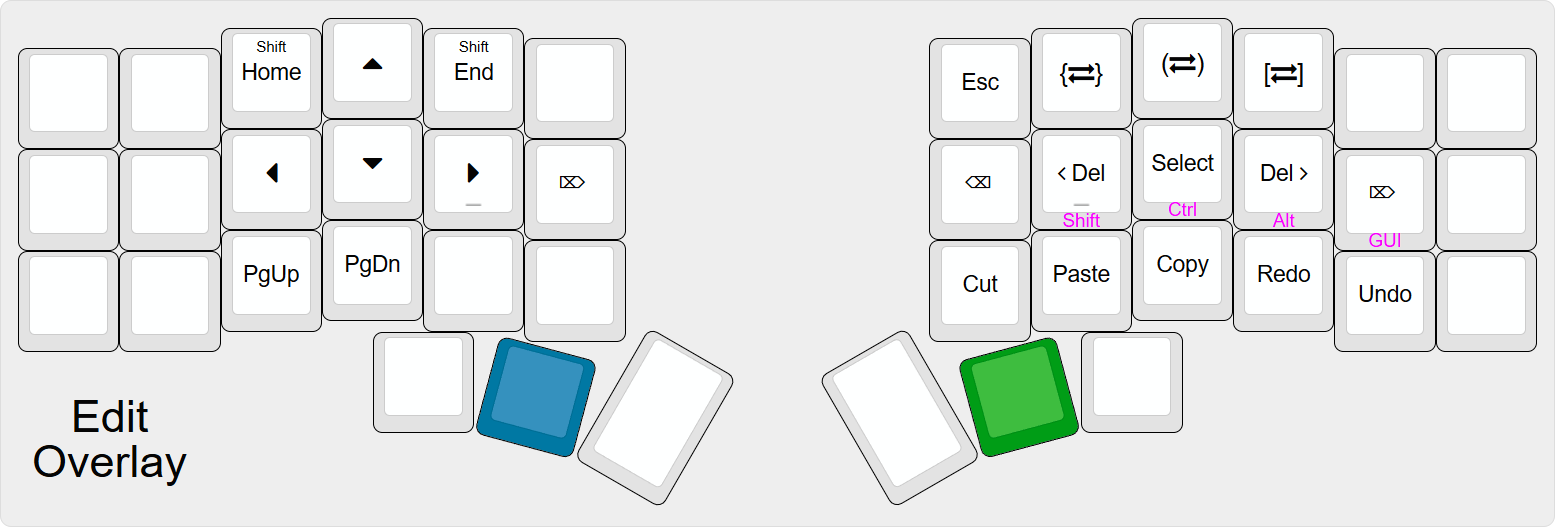 Shift Shift
Home ▲ End Esc {⇄} (⇄) [⇄]
◀ ▼ ▶ ⌦ ⌫ < Del Select Del > ⌦
_ _
Shift Ctrl Alt GUI
PgUp PgDn Cut Paste Copy Redo Undo
Edit
Overlay